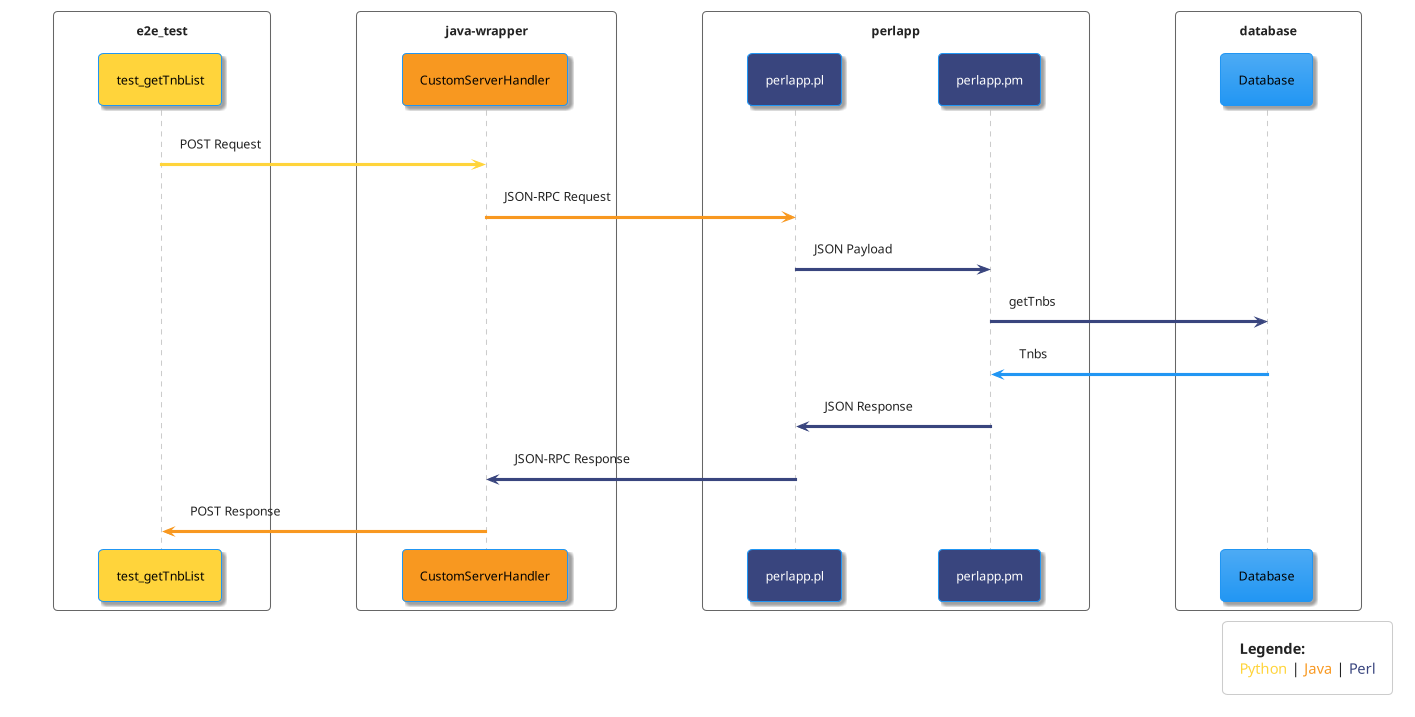 e2e_test
java-wrapper
perlapp
database
test_getTnbList
CustomServerHandler
perlapp.pl
perlapp.pm
Database
POST Request
JSON-RPC Request
JSON Payload
getTnbs
Tnbs
JSON Response
JSON-RPC Response
POST Response
test_getTnbList
CustomServerHandler
perlapp.pl
perlapp.pm
Database
Legende:
Python | Java | Perl